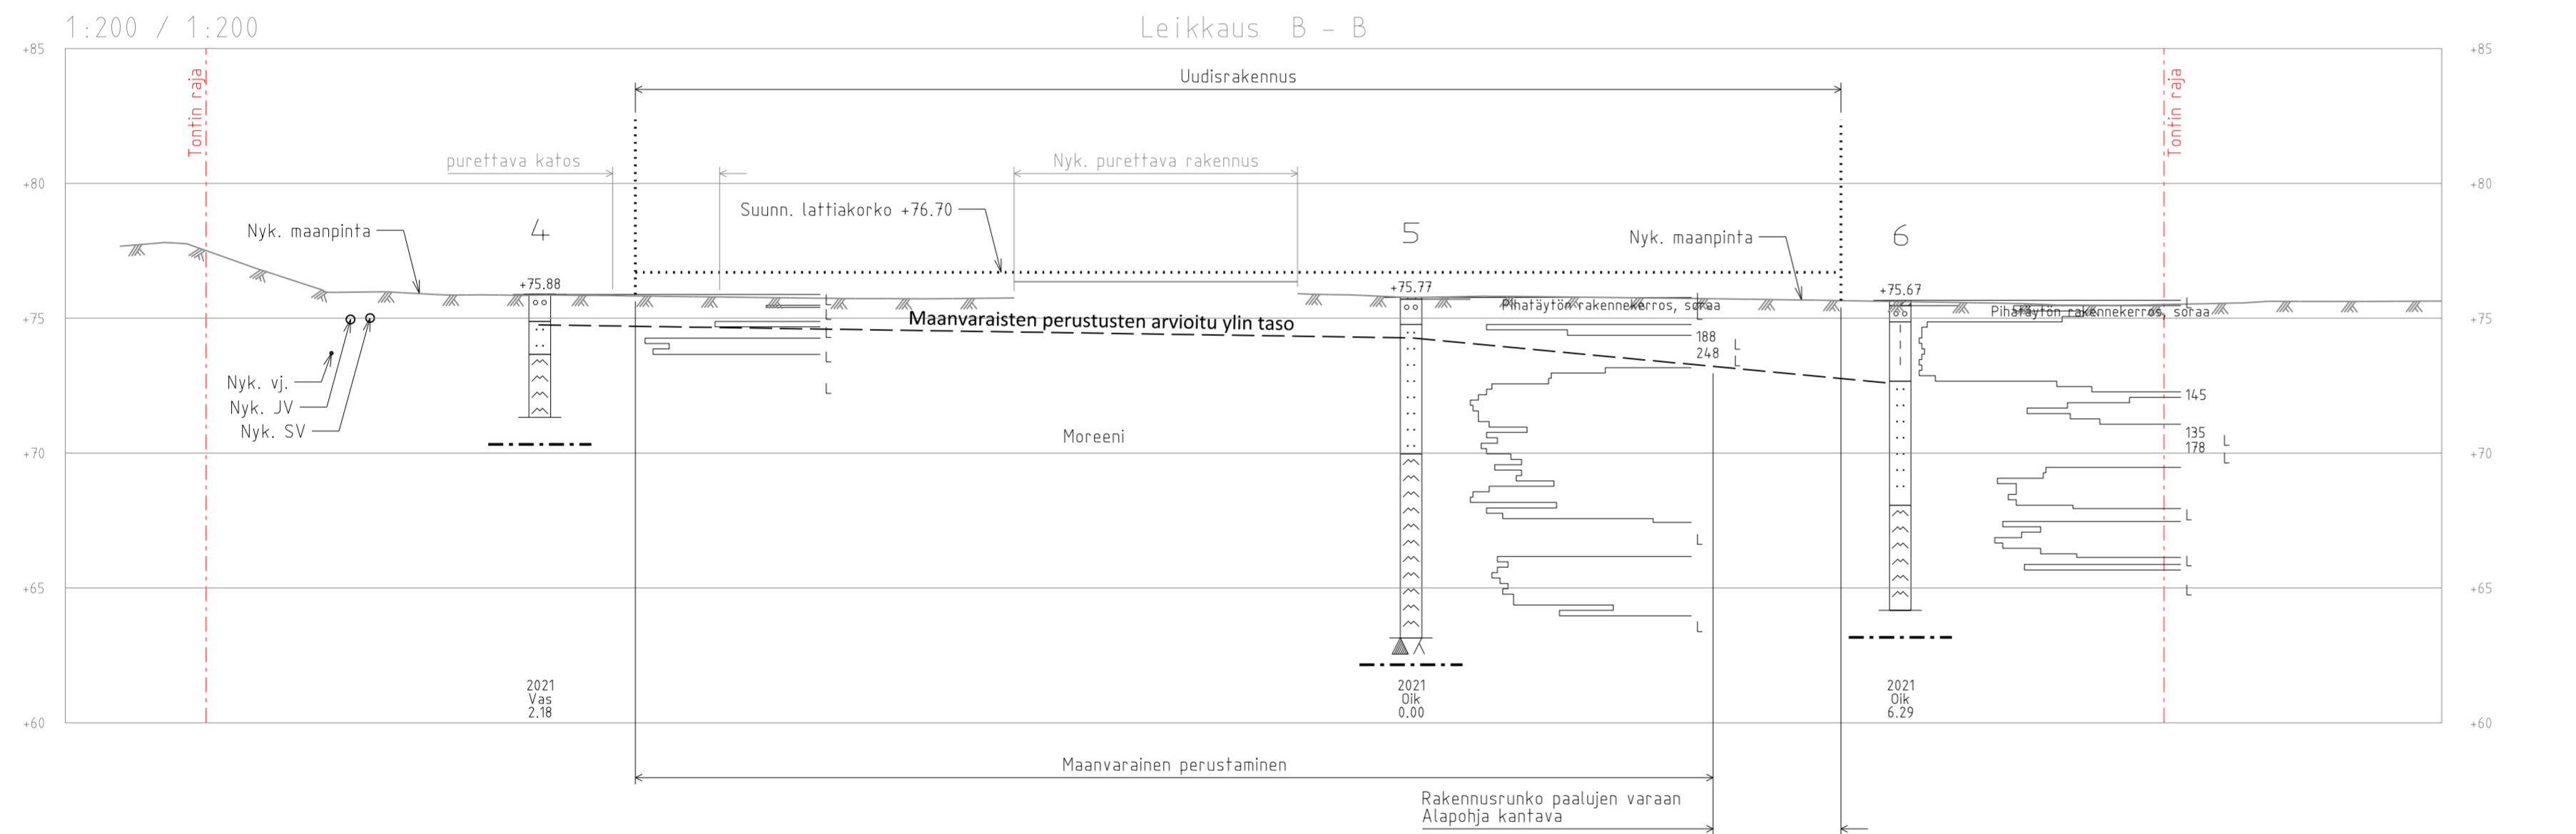 1:200 / 1:200
Leikkaus B - B
+85
+85
Tontin raja
Tontin raja
Uudisrakennus
purettava katos
Nyk. purettava rakennus
+80
+80
Suunn. lattiakorko +76.70
Nyk. maanpinta
4
5
Nyk. maanpinta
6
+75.88
+75.77
+75.67
Pihatäytön rakennekerros, soraa
Pihatäytön rakennekerros, soraa
L
L
L
L
L
L
L
L
+75
+75
Maanvaraisten perustusten arvioitu ylin taso
188
L
248
L
Nyk. vj.
Nyk. JV
Nyk. SV
145
Moreeni
135
L
178
L
+70
+70
L
L
L
L
+65
+65
L
2021
Vas
2.18
2021
Oik
0.00
2021
Oik
6.29
+60
+60
Maanvarainen perustaminen
Rakennusrunko paalujen varaan
Alapohja kantava